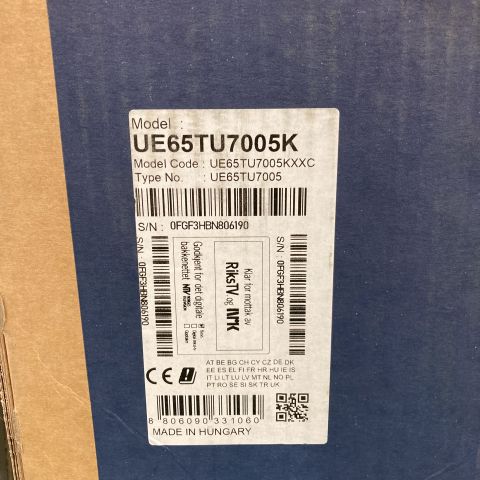 Model :
UE65TU7005K
Model Code : UE65TU7005KXXC
Type No. : UE65TU7005
S/N : 0FGF3HBN806190
S/N : 0FGF3HBN806190
Godkjent for det digitale
bakkenettet NTV
Klar for mottak av
RiksTV og NRK
S/N : 0FGF3HBN806190
AT BE BG CH CY CZ DE DK
EE ES EL FI FR HR HU IE IS
IT LI LT LU LV MT NL NO PL
PT RO SE SI SK TR UK
CE
8 806090 331060
MADE IN HUNGARY